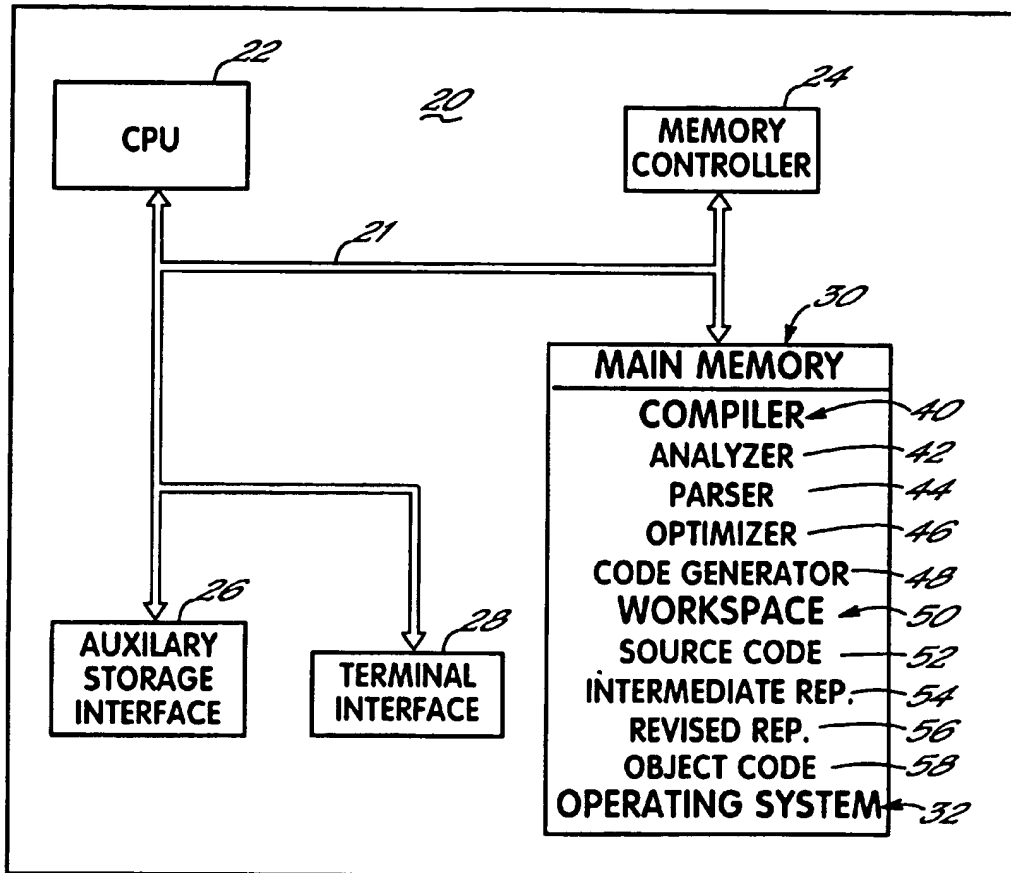 22
CPU
20
24
MEMORY
CONTROLLER
21
30
MAIN MEMORY
COMPILER 40
ANALYZER 42
PARSER 44
OPTIMIZER 46
CODE GENERATOR 48
WORKSPACE 50
SOURCE CODE 52
INTERMEDIATE REP. 54
REVISED REP. 56
OBJECT CODE 58
OPERATING SYSTEM 32
26
AUXILARY
STORAGE
INTERFACE
28
TERMINAL
INTERFACE